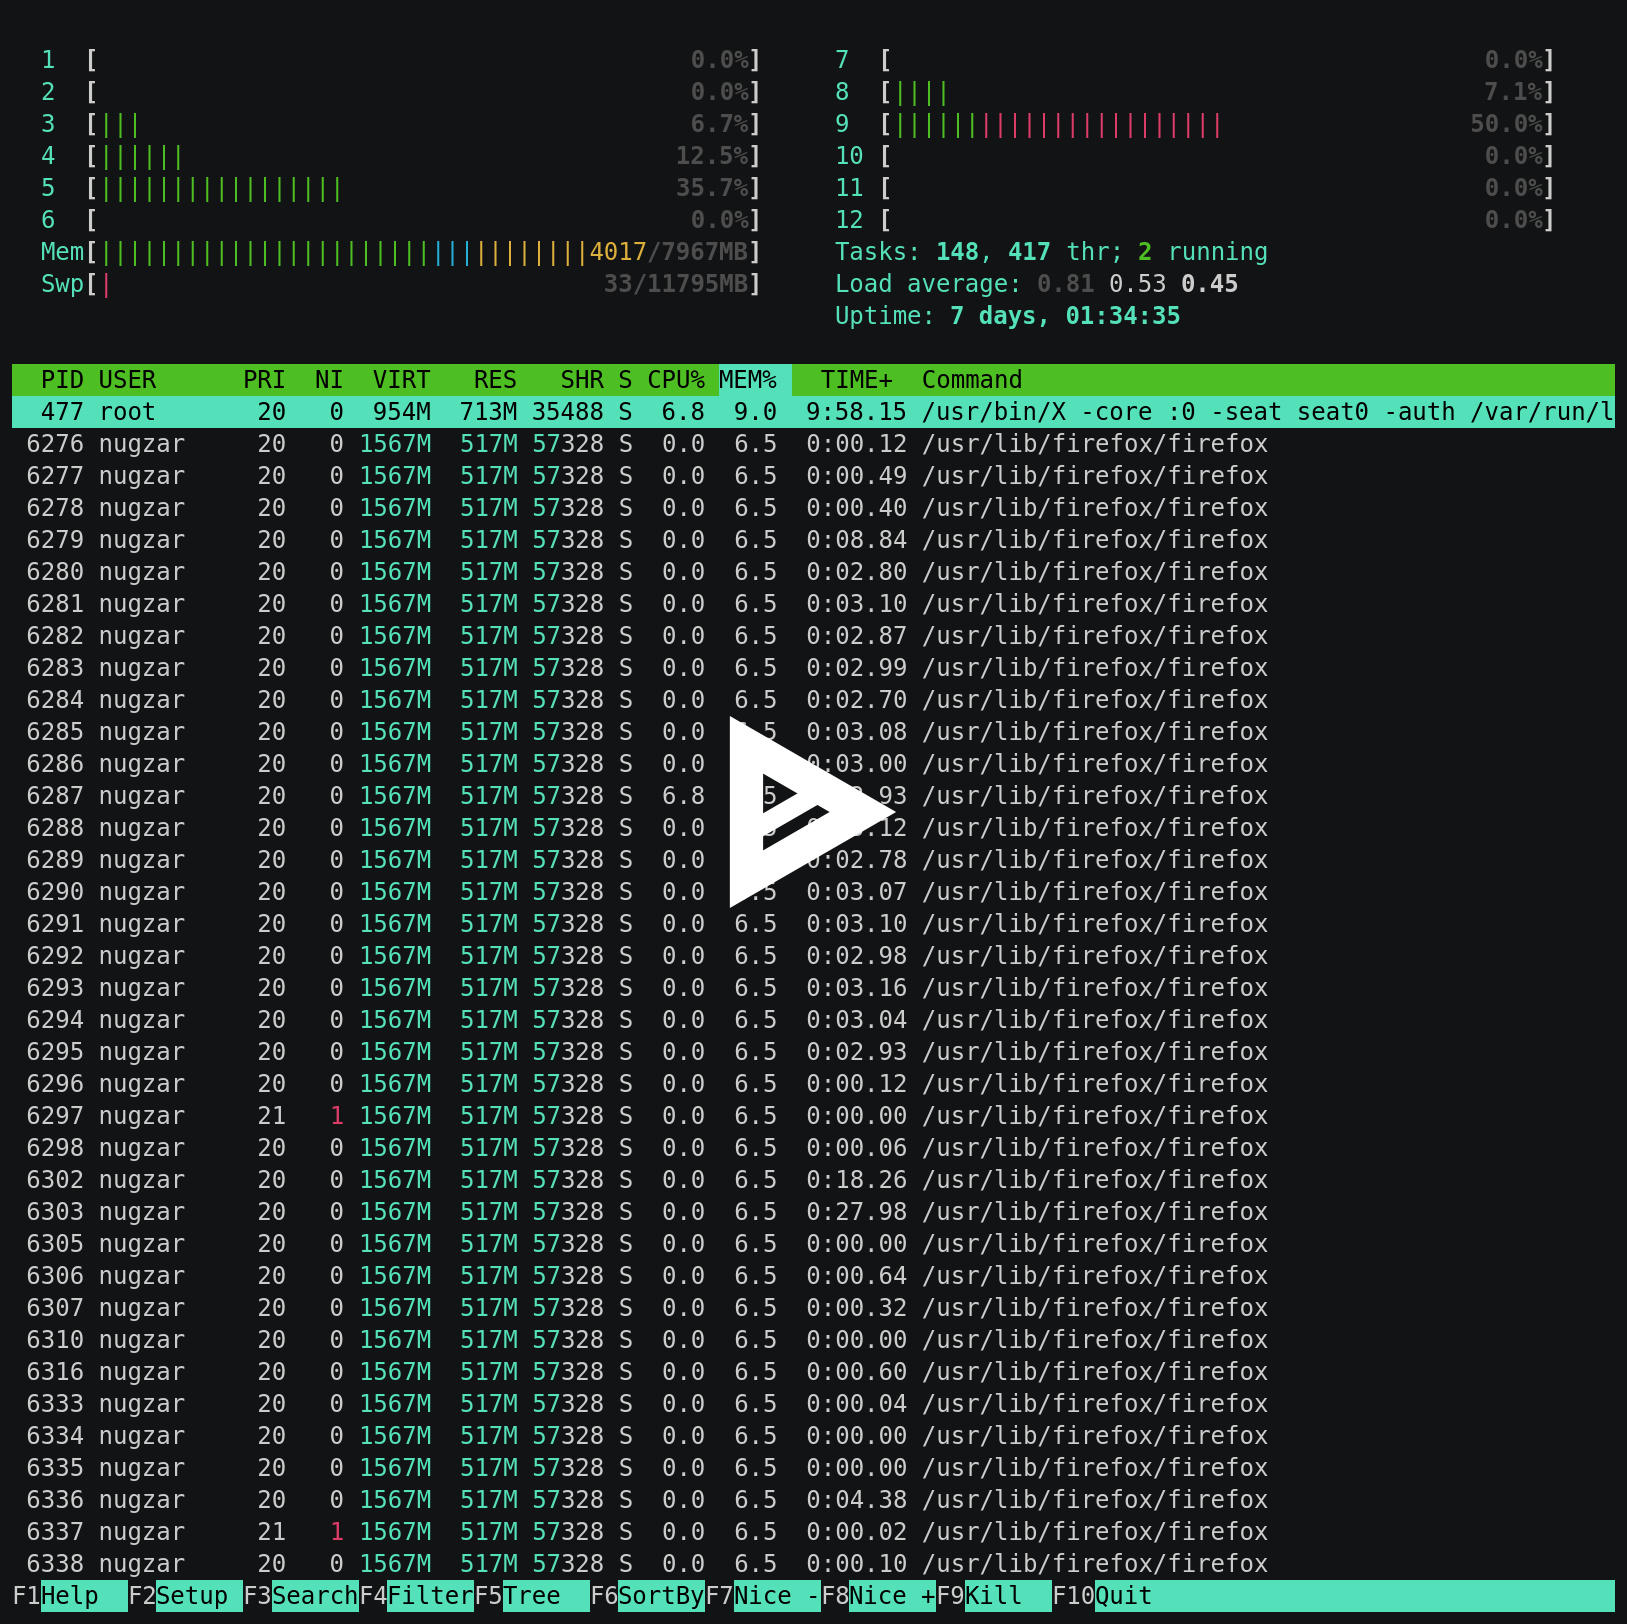 1 [ 0.0%] 7 [ 0.0%]
2 [ 0.0%] 8 [|||| 7.1%]
3 [||| 6.7%] 9 [||||||||||||||||||||||| 50.0%]
4 [|||||| 12.5%] 10 [ 0.0%]
5 [||||||||||||||||| 35.7%] 11 [ 0.0%]
6 [ 0.0%] 12 [ 0.0%]
Mem[||||||||||||||||||||||||||||||||||4017/7967MB] Tasks: 148, 417 thr; 2 running
Swp[| 33/11795MB] Load average: 0.81 0.53 0.45
Uptime: 7 days, 01:34:35
PID USER PRI NI VIRT RES SHR S CPU% MEM% TIME+ Command
477 root 20 0 954M 713M 35488 S 6.8 9.0 9:58.15 /usr/bin/X -core :0 -seat seat0 -auth /var/run/l
6276 nugzar 20 0 1567M 517M 57328 S 0.0 6.5 0:00.12 /usr/lib/firefox/firefox
6277 nugzar 20 0 1567M 517M 57328 S 0.0 6.5 0:00.49 /usr/lib/firefox/firefox
6278 nugzar 20 0 1567M 517M 57328 S 0.0 6.5 0:00.40 /usr/lib/firefox/firefox
6279 nugzar 20 0 1567M 517M 57328 S 0.0 6.5 0:08.84 /usr/lib/firefox/firefox
6280 nugzar 20 0 1567M 517M 57328 S 0.0 6.5 0:02.80 /usr/lib/firefox/firefox
6281 nugzar 20 0 1567M 517M 57328 S 0.0 6.5 0:03.10 /usr/lib/firefox/firefox
6282 nugzar 20 0 1567M 517M 57328 S 0.0 6.5 0:02.87 /usr/lib/firefox/firefox
6283 nugzar 20 0 1567M 517M 57328 S 0.0 6.5 0:02.99 /usr/lib/firefox/firefox
6284 nugzar 20 0 1567M 517M 57328 S 0.0 6.5 0:02.70 /usr/lib/firefox/firefox
6285 nugzar 20 0 1567M 517M 57328 S 0.0 0:03.08 /usr/lib/firefox/firefox
6286 nugzar 20 0 1567M 517M 57328 S 0.0 0:03.00 /usr/lib/firefox/firefox
6287 nugzar 20 0 1567M 517M 57328 S 6.8 /usr/lib/firefox/firefox
6288 nugzar 20 0 1567M 517M 57328 S 0.0 /usr/lib/firefox/firefox
6289 nugzar 20 0 1567M 517M 57328 S 0.0 0:02.78 /usr/lib/firefox/firefox
6290 nugzar 20 0 1567M 517M 57328 S 0.0 0:03.07 /usr/lib/firefox/firefox
6291 nugzar 20 0 1567M 517M 57328 S 0.0 6.5 0:03.10 /usr/lib/firefox/firefox
6292 nugzar 20 0 1567M 517M 57328 S 0.0 6.5 0:02.98 /usr/lib/firefox/firefox
6293 nugzar 20 0 1567M 517M 57328 S 0.0 6.5 0:03.16 /usr/lib/firefox/firefox
6294 nugzar 20 0 1567M 517M 57328 S 0.0 6.5 0:03.04 /usr/lib/firefox/firefox
6295 nugzar 20 0 1567M 517M 57328 S 0.0 6.5 0:02.93 /usr/lib/firefox/firefox
6296 nugzar 20 0 1567M 517M 57328 S 0.0 6.5 0:00.12 /usr/lib/firefox/firefox
6297 nugzar 21 1 1567M 517M 57328 S 0.0 6.5 0:00.00 /usr/lib/firefox/firefox
6298 nugzar 20 0 1567M 517M 57328 S 0.0 6.5 0:00.06 /usr/lib/firefox/firefox
6302 nugzar 20 0 1567M 517M 57328 S 0.0 6.5 0:18.26 /usr/lib/firefox/firefox
6303 nugzar 20 0 1567M 517M 57328 S 0.0 6.5 0:27.98 /usr/lib/firefox/firefox
6305 nugzar 20 0 1567M 517M 57328 S 0.0 6.5 0:00.00 /usr/lib/firefox/firefox
6306 nugzar 20 0 1567M 517M 57328 S 0.0 6.5 0:00.64 /usr/lib/firefox/firefox
6307 nugzar 20 0 1567M 517M 57328 S 0.0 6.5 0:00.32 /usr/lib/firefox/firefox
6310 nugzar 20 0 1567M 517M 57328 S 0.0 6.5 0:00.00 /usr/lib/firefox/firefox
6316 nugzar 20 0 1567M 517M 57328 S 0.0 6.5 0:00.60 /usr/lib/firefox/firefox
6333 nugzar 20 0 1567M 517M 57328 S 0.0 6.5 0:00.04 /usr/lib/firefox/firefox
6334 nugzar 20 0 1567M 517M 57328 S 0.0 6.5 0:00.00 /usr/lib/firefox/firefox
6335 nugzar 20 0 1567M 517M 57328 S 0.0 6.5 0:00.00 /usr/lib/firefox/firefox
6336 nugzar 20 0 1567M 517M 57328 S 0.0 6.5 0:04.38 /usr/lib/firefox/firefox
6337 nugzar 21 1 1567M 517M 57328 S 0.0 6.5 0:00.02 /usr/lib/firefox/firefox
6338 nugzar 20 0 1567M 517M 57328 S 0.0 6.5 0:00.10 /usr/lib/firefox/firefox
F1Help F2Setup F3SearchF4FilterF5Tree F6SortByF7Nice -F8Nice +F9Kill F10Quit